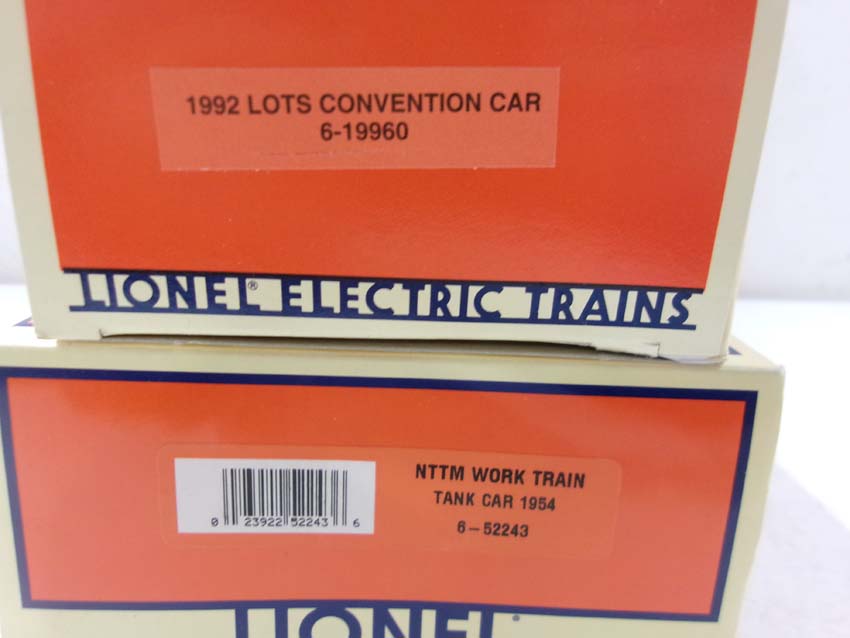 1992 LOTS CONVENTION CAR
6-19960
LIONEL® ELECTRIC TRAINS
NTTM WORK TRAIN
TANK CAR 1954
6-52243
0 23922 52243 6
LIONEL